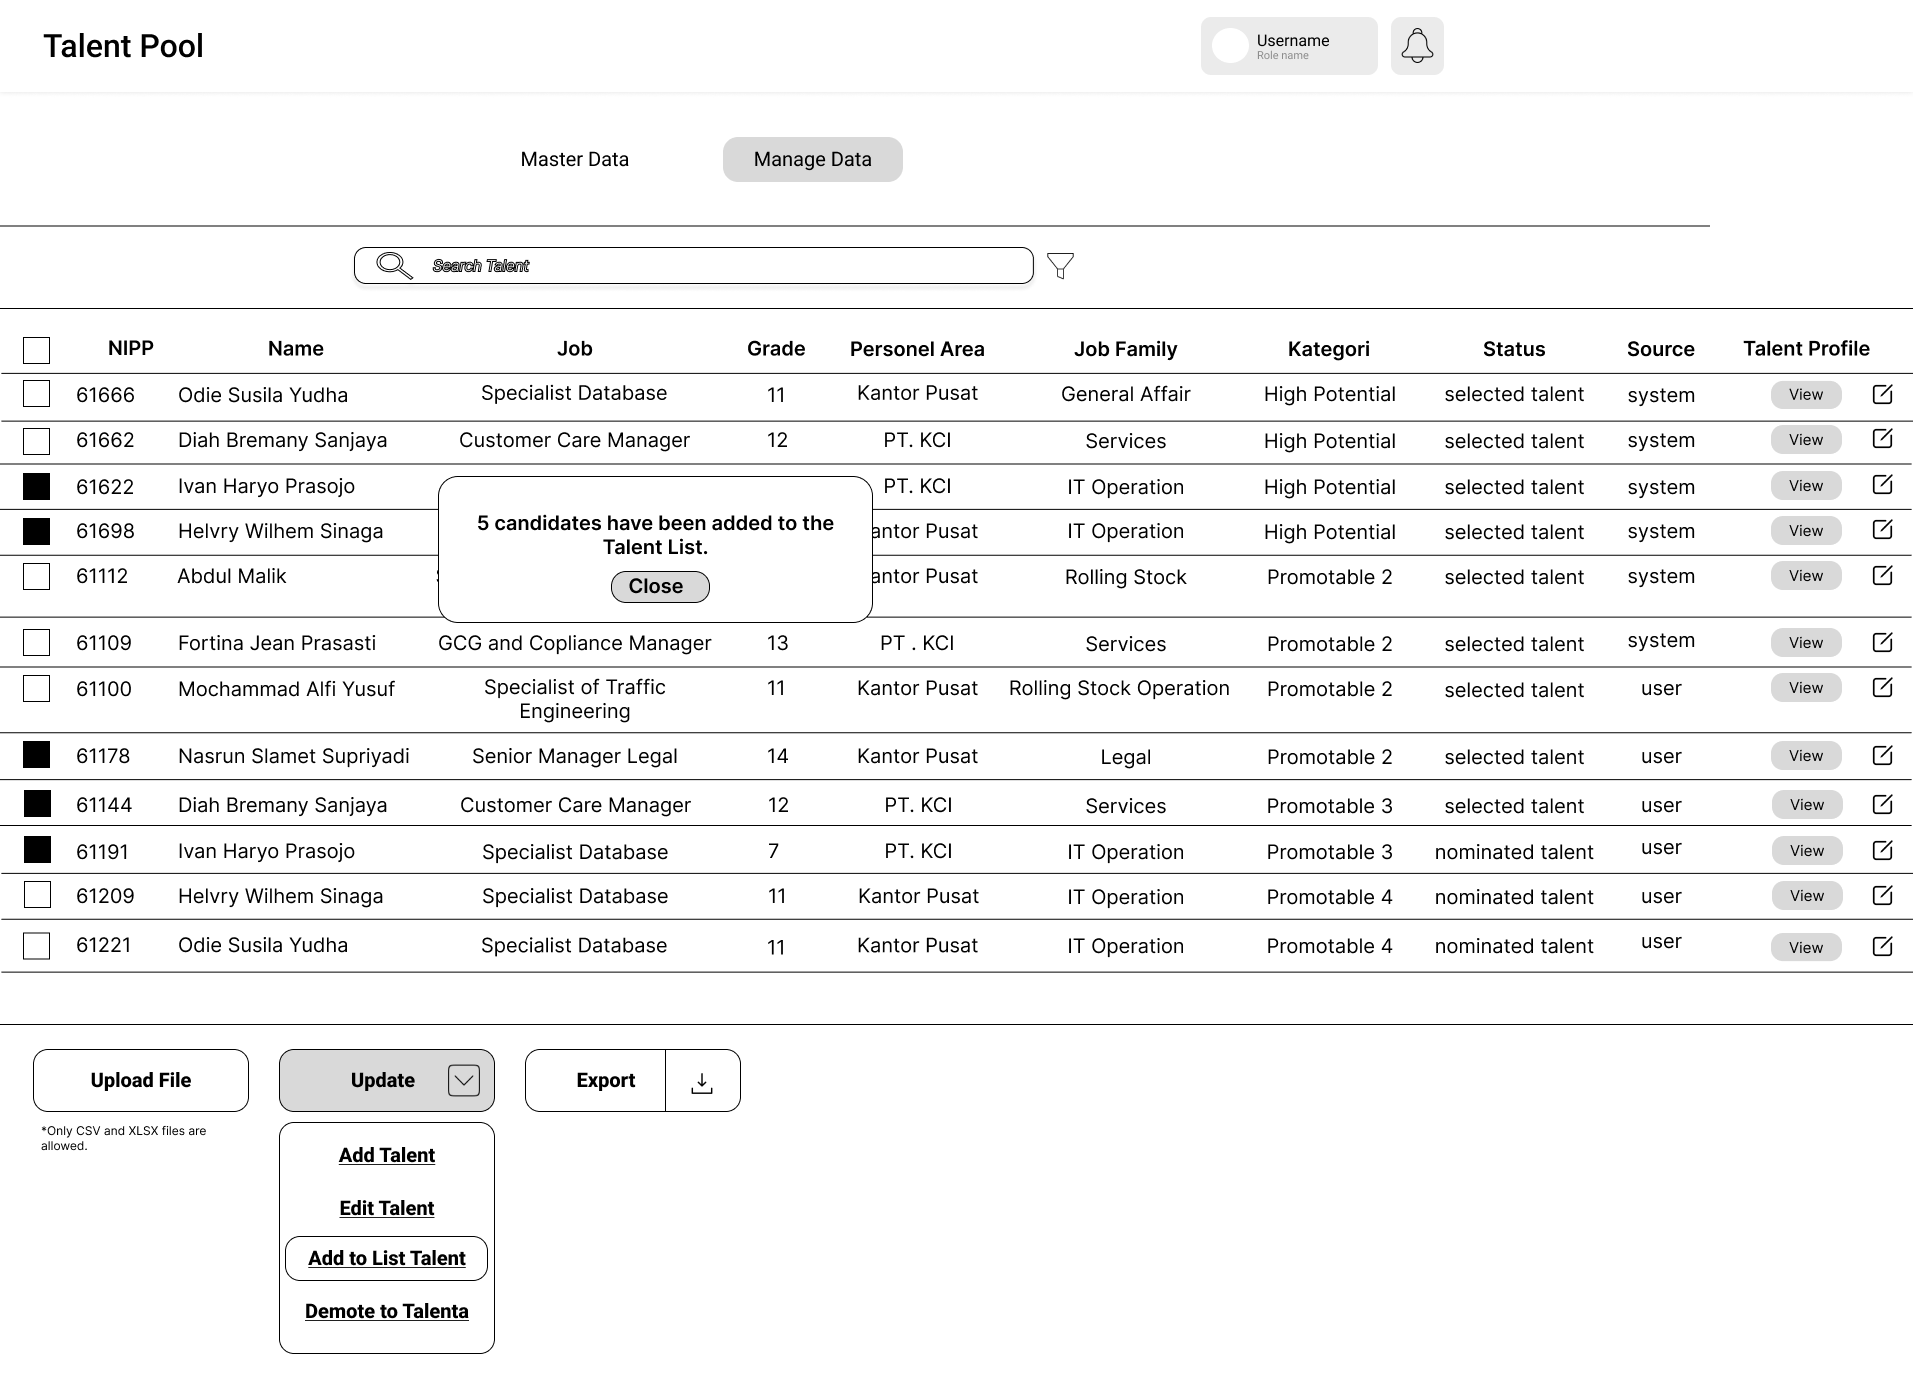 Talent Pool
Username
Role name
Master Data
Manage Data
Search Talent
NIPP Name Job Grade Personel Area Job Family Kategori Status Source Talent Profile
61666 Odie Susila Yudha Specialist Database 11 Kantor Pusat General Affair High Potential selected talent system View
61662 Diah Bremany Sanjaya Customer Care Manager 12 PT. KCI Services High Potential selected talent system View
61622 Ivan Haryo Prasojo PT. KCI IT Operation High Potential selected talent system View
61698 Helvry Wilhem Sinaga antor Pusat IT Operation High Potential selected talent system View
61112 Abdul Malik antor Pusat Rolling Stock Promotable 2 selected talent system View
5 candidates have been added to the
Talent List.
Close
61109 Fortina Jean Prasasti GCG and Copliance Manager 13 PT . KCI Services Promotable 2 selected talent system View
61100 Mochammad Alfi Yusuf Specialist of Traffic 11 Kantor Pusat Rolling Stock Operation Promotable 2 selected talent user View
Engineering
61178 Nasrun Slamet Supriyadi Senior Manager Legal 14 Kantor Pusat Legal Promotable 2 selected talent user View
61144 Diah Bremany Sanjaya Customer Care Manager 12 PT. KCI Services Promotable 3 selected talent user View
61191 Ivan Haryo Prasojo Specialist Database 7 PT. KCI IT Operation Promotable 3 nominated talent user View
61209 Helvry Wilhem Sinaga Specialist Database 11 Kantor Pusat IT Operation Promotable 4 nominated talent user View
61221 Odie Susila Yudha Specialist Database 11 Kantor Pusat IT Operation Promotable 4 nominated talent user View
Upload File
Update
Export
*Only CSV and XLSX files are
allowed.
Add Talent
Edit Talent
Add to List Talent
Demote to Talenta